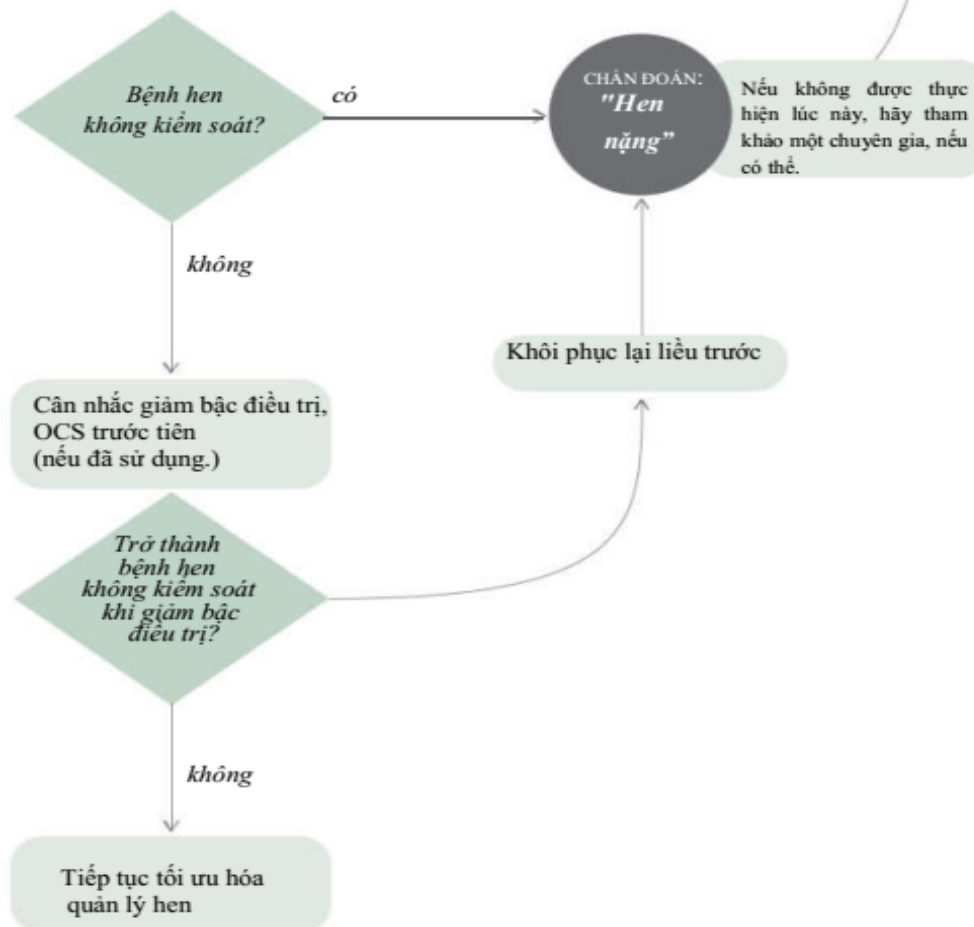 Bệnh hen
không kiểm soát?
có
CHẨN ĐOÁN:
"Hen
nặng”
Nếu không được thực
hiện lúc này, hãy tham
khảo một chuyên gia, nếu
có thể.
không
Khôi phục lại liều trước
Cân nhắc giảm bậc điều trị,
OCS trước tiên
(nếu đã sử dụng.)
Trở thành
bệnh hen
không kiểm soát
khi giảm bậc
điều trị?
không
Tiếp tục tối ưu hóa
quản lý hen